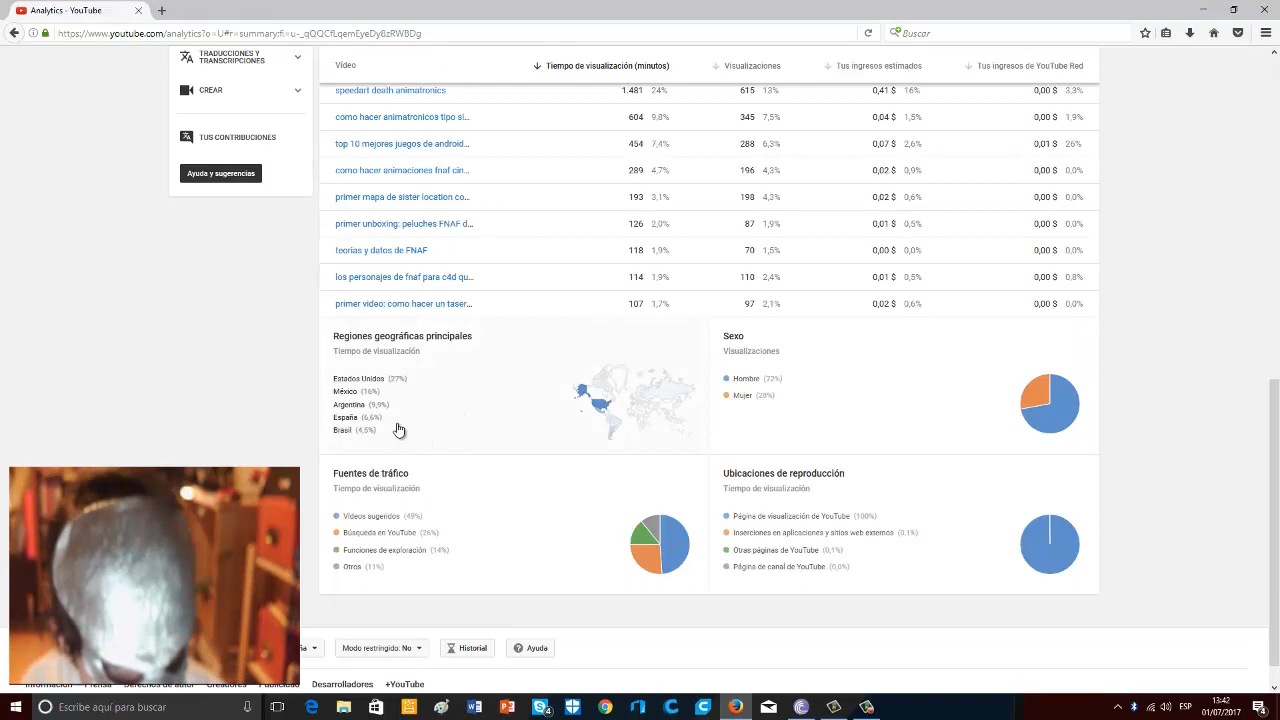 Analytics - YouTube
https://www.youtube.com/analytics?o=U#r=summary;fi=u-_qQQCfLqemEyeDy8zRWBDg
Buscar
TRADUCCIONES Y
TRANSCRIPCIONES
CREAR
TUS CONTRIBUCIONES
Ayuda y sugerencias
Vídeo Tiempo de visualización (minutos) Visualizaciones Tus ingresos estimados Tus ingresos de YouTube Red
speedart death animatronics 1.481 24% 615 13% 0,41 $ 16% 0,00 $ 3,3%
como hacer animatronicos tipo si... 604 9,8% 345 7,5% 0,04 $ 1,5% 0,00 $ 1,9%
top 10 mejores juegos de android... 454 7,4% 288 6,3% 0,07 $ 2,6% 0,01 $ 26%
como hacer animaciones fnaf cin... 289 4,7% 196 4,3% 0,02 $ 0,9% 0,00 $ 0,0%
primer mapa de sister location co... 193 3,1% 198 4,3% 0,02 $ 0,6% 0,00 $ 0,0%
primer unboxing: peluches FNAF d... 126 2,0% 87 1,9% 0,01 $ 0,5% 0,00 $ 0,0%
teorias y datos de FNAF 118 1,9% 70 1,5% 0,00 $ 0,0% 0,00 $ 0,0%
los personajes de fnaf para c4d qu... 114 1,9% 110 2,4% 0,01 $ 0,5% 0,00 $ 0,8%
primer video: como hacer un taser... 107 1,7% 97 2,1% 0,02 $ 0,6% 0,00 $ 0,0%
Regiones geográficas principales
Tiempo de visualización
Estados Unidos (27%)
México (16%)
Argentina (9,9%)
España (6,6%)
Brasil (4,5%)
Sexo
Visualizaciones
Hombre (72%)
Mujer (28%)
Fuentes de tráfico
Tiempo de visualización
Vídeos sugeridos (49%)
Búsqueda en YouTube (26%)
Funciones de exploración (14%)
Otros (11%)
Ubicaciones de reproducción
Tiempo de visualización
Página de visualización de YouTube (100%)
Inserciones en aplicaciones y sitios web externos (0,1%)
Otras páginas de YouTube (0,1%)
Página de canal de YouTube (0,0%)
Modo restringido: No Historial Ayuda
Desarrolladores +YouTube
Escribe aquí para buscar
ESP
13:42
01/07/2017